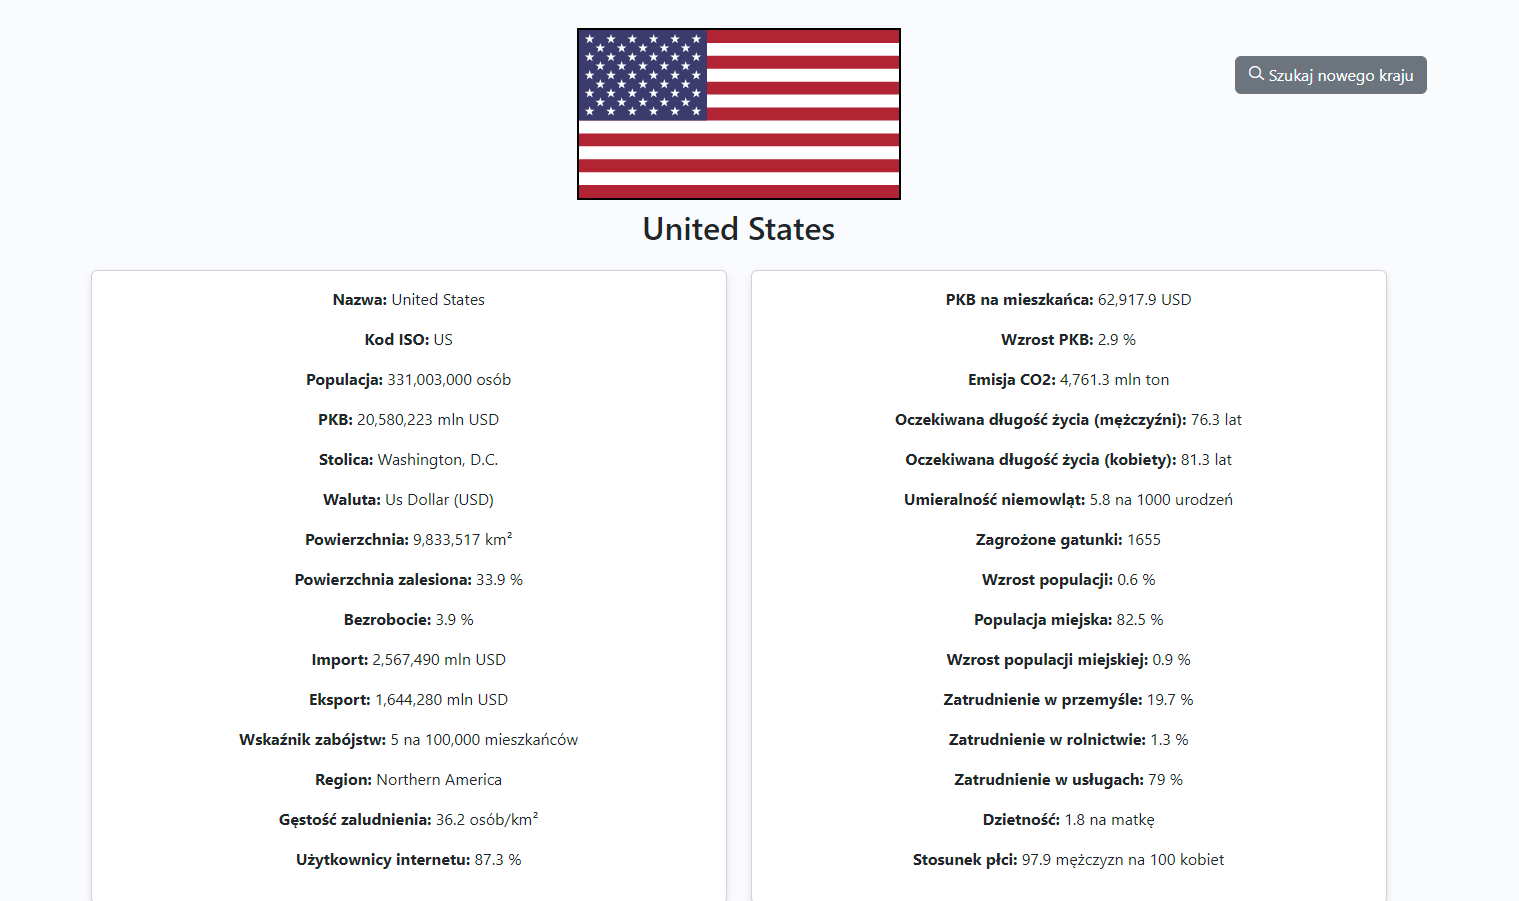 Szukaj nowego kraju
United States
Nazwa: United States
Kod ISO: US
Populacja: 331,003,000 osób
PKB: 20,580,223 mln USD
Stolica: Washington, D.C.
Waluta: Us Dollar (USD)
Powierzchnia: 9,833,517 km²
Powierzchnia zalesiona: 33.9 %
Bezrobocie: 3.9 %
Import: 2,567,490 mln USD
Eksport: 1,644,280 mln USD
Wskaźnik zabójstw: 5 na 100,000 mieszkańców
Region: Northern America
Gęstość zaludnienia: 36.2 osób/km²
Użytkownicy internetu: 87.3 %
PKB na mieszkańca: 62,917.9 USD
Wzrost PKB: 2.9 %
Emisja CO2: 4,761.3 mln ton
Oczekiwana długość życia (mężczyźni): 76.3 lat
Oczekiwana długość życia (kobiety): 81.3 lat
Umieralność niemowląt: 5.8 na 1000 urodzeń
Zagrożone gatunki: 1655
Wzrost populacji: 0.6 %
Populacja miejska: 82.5 %
Wzrost populacji miejskiej: 0.9 %
Zatrudnienie w przemyśle: 19.7 %
Zatrudnienie w rolnictwie: 1.3 %
Zatrudnienie w usługach: 79 %
Dzietność: 1.8 na matkę
Stosunek płci: 97.9 mężczyzn na 100 kobiet